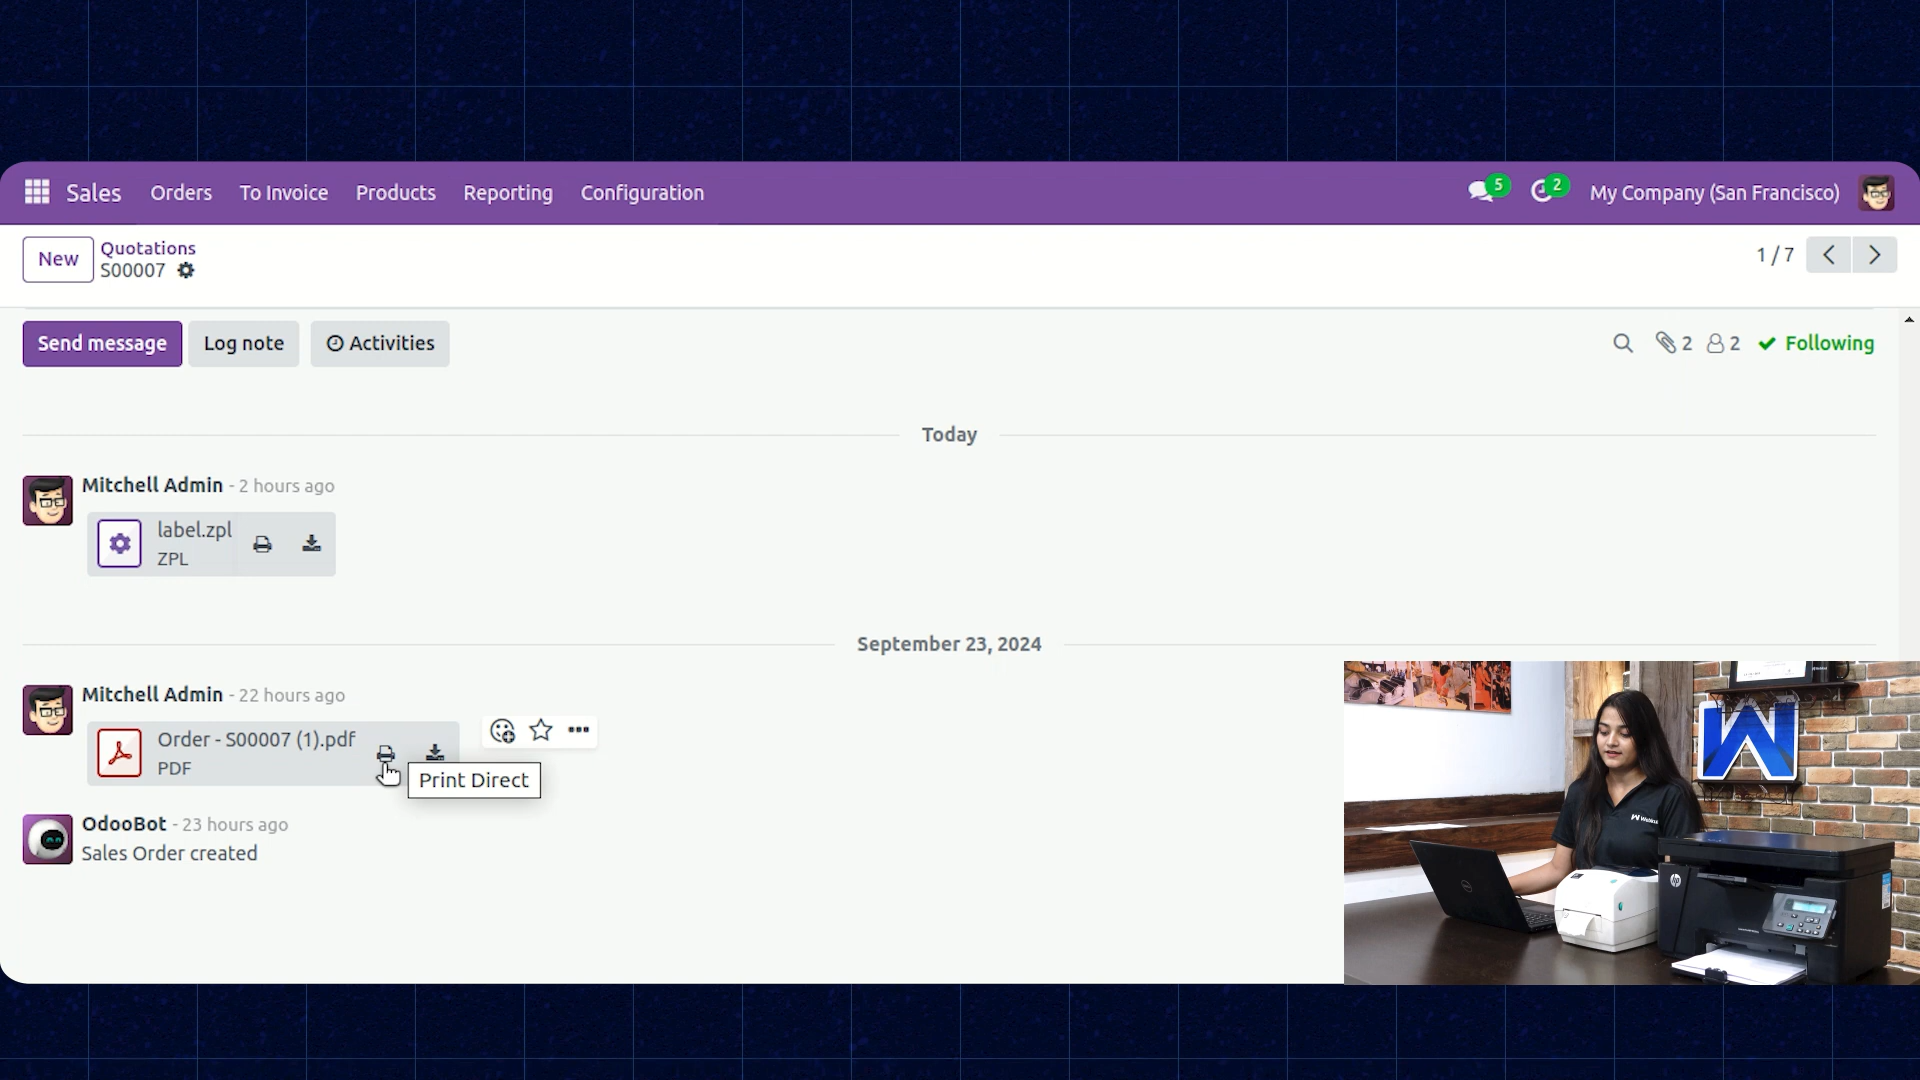 Sales Orders To Invoice Products Reporting Configuration 5 2 My Company (San Francisco)
New Quotations 1 / 7
S00007
Send message Log note Activities 2 2 Following
Today
Mitchell Admin - 2 hours ago
label.zpl
ZPL
September 23, 2024
Mitchell Admin - 22 hours ago
Order - S00007 (1).pdf
PDF
Print Direct
OdooBot - 23 hours ago
Sales Order created
hp